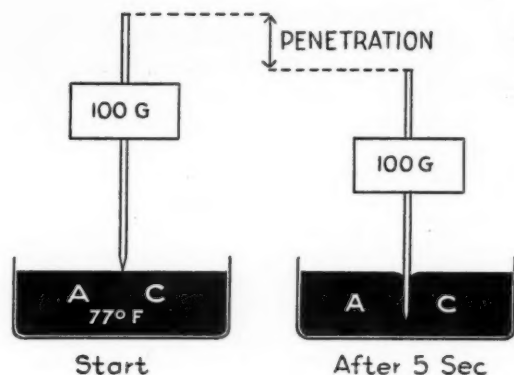 PENETRATION
100 G
100 G
A C
77° F
A C
Start
After 5 Sec